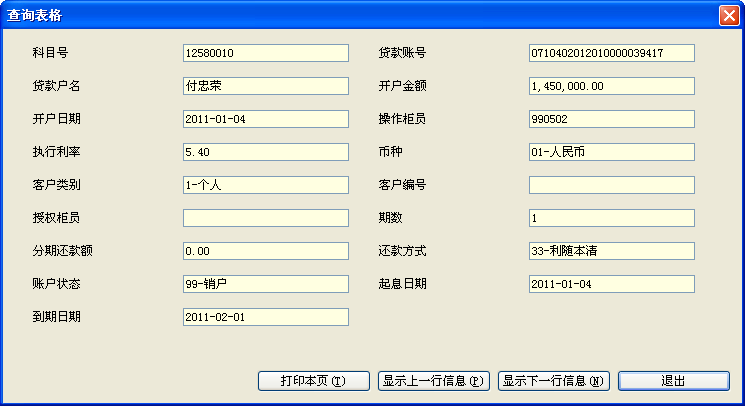 查询表格
科目号 12580010 贷款账号 0710402012010000039417
贷款户名 付忠荣 开户金额 1,450,000.00
开户日期 2011-01-04 操作柜员 990502
执行利率 5.40 币种 01-人民币
客户类别 1-个人 客户编号
授权柜员 期数 1
分期还款额 0.00 还款方式 33-利随本清
账户状态 99-销户 起息日期 2011-01-04
到期日期 2011-02-01
打印本页(T) 显示上一行信息(P) 显示下一行信息(N) 退出